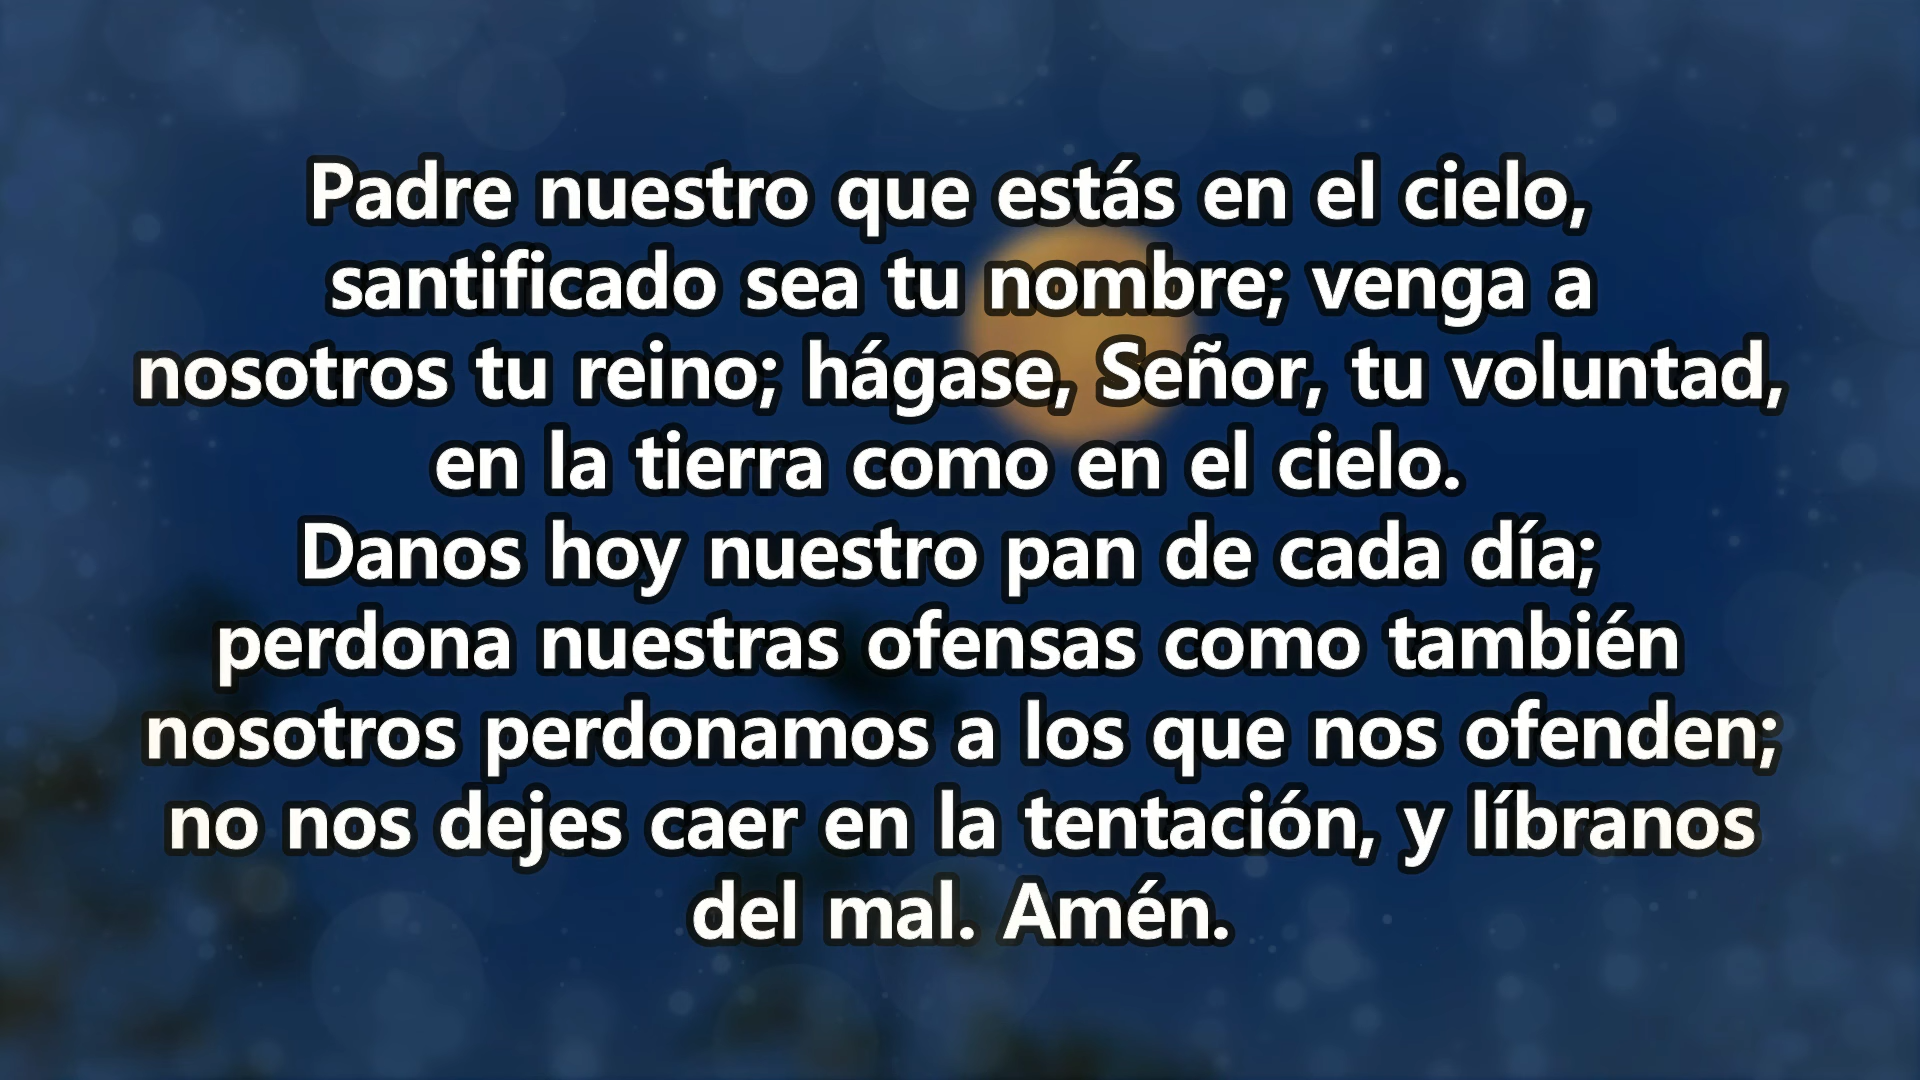 Padre nuestro que estás en el cielo,
santificado sea tu nombre; venga a
nosotros tu reino; hágase, Señor, tu voluntad,
en la tierra como en el cielo.
Danos hoy nuestro pan de cada día;
perdona nuestras ofensas como también
nosotros perdonamos a los que nos ofenden;
no nos dejes caer en la tentación, y líbranos
del mal. Amén.